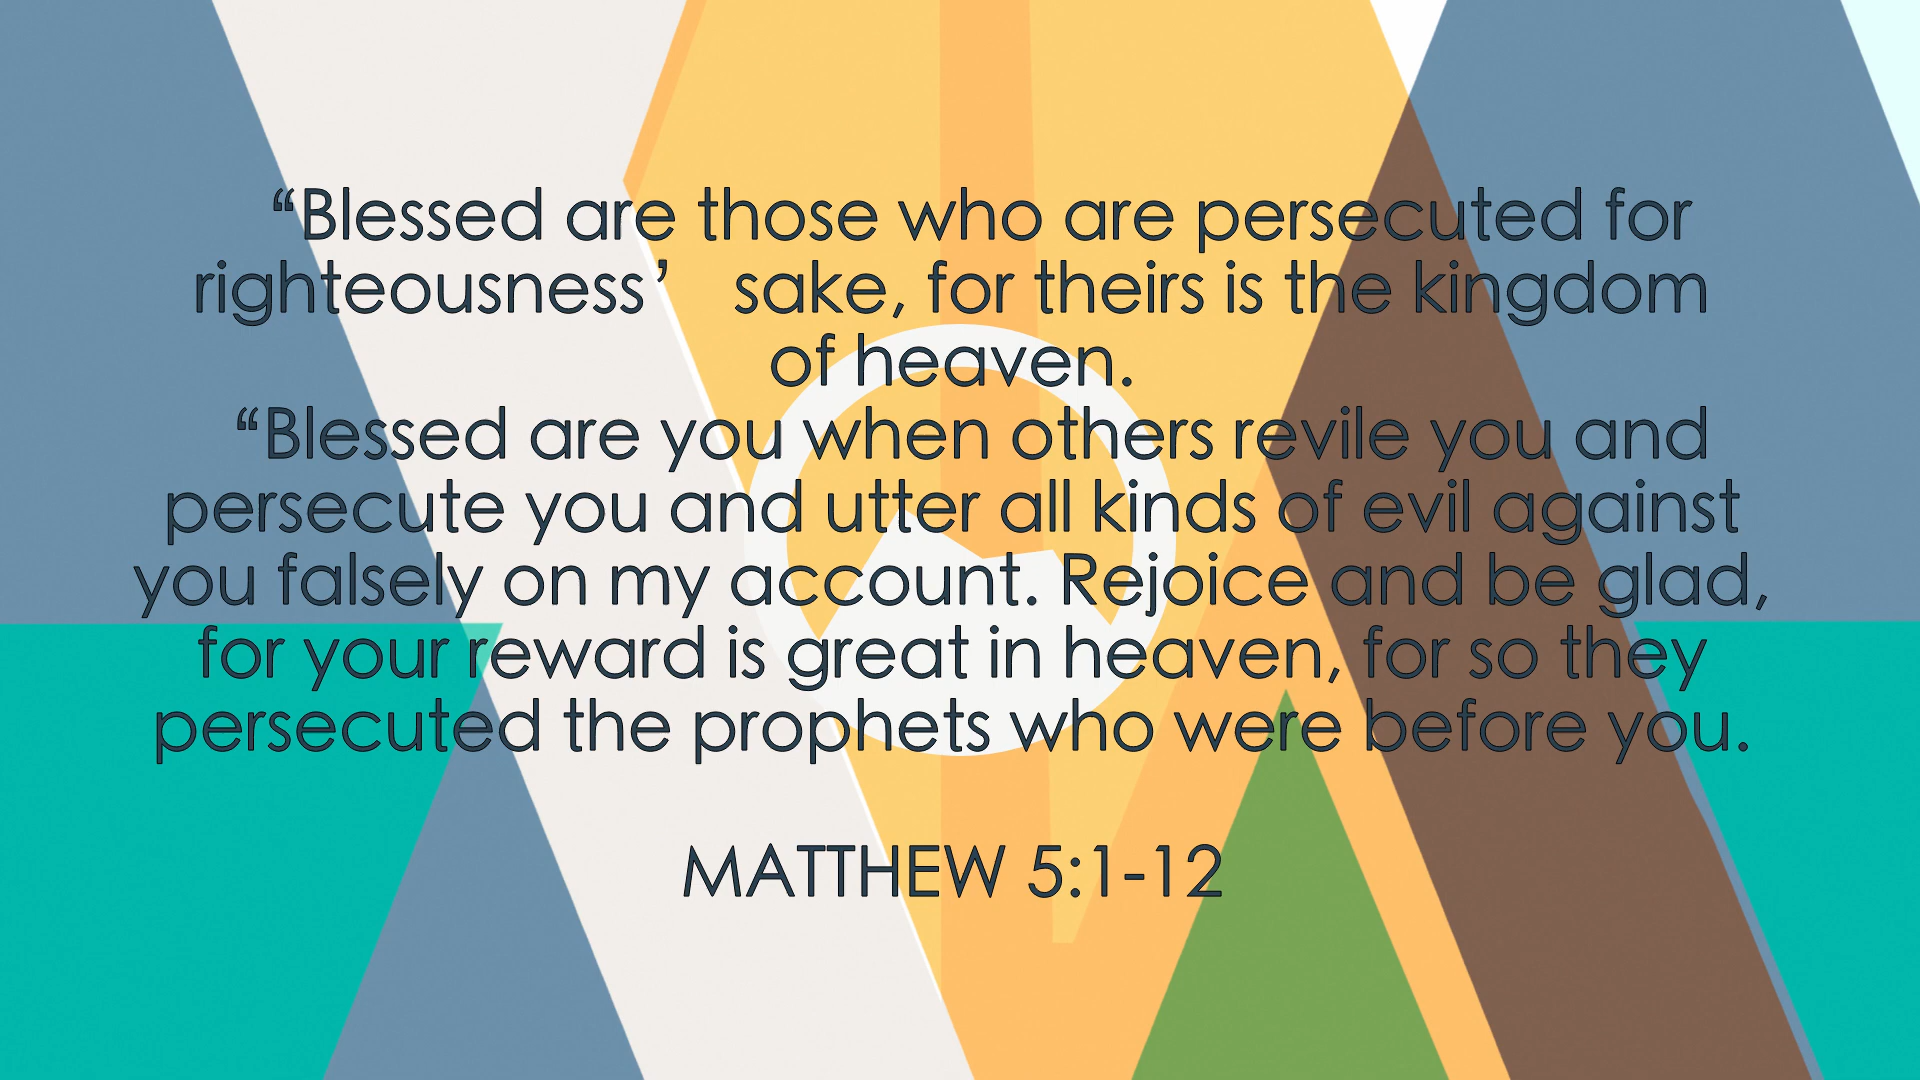 “Blessed are those who are persecuted for
righteousness’ sake, for theirs is the kingdom
of heaven.
“Blessed are you when others revile you and
persecute you and utter all kinds of evil against
you falsely on my account. Rejoice and be glad,
for your reward is great in heaven, for so they
persecuted the prophets who were before you.
MATTHEW 5:1-12